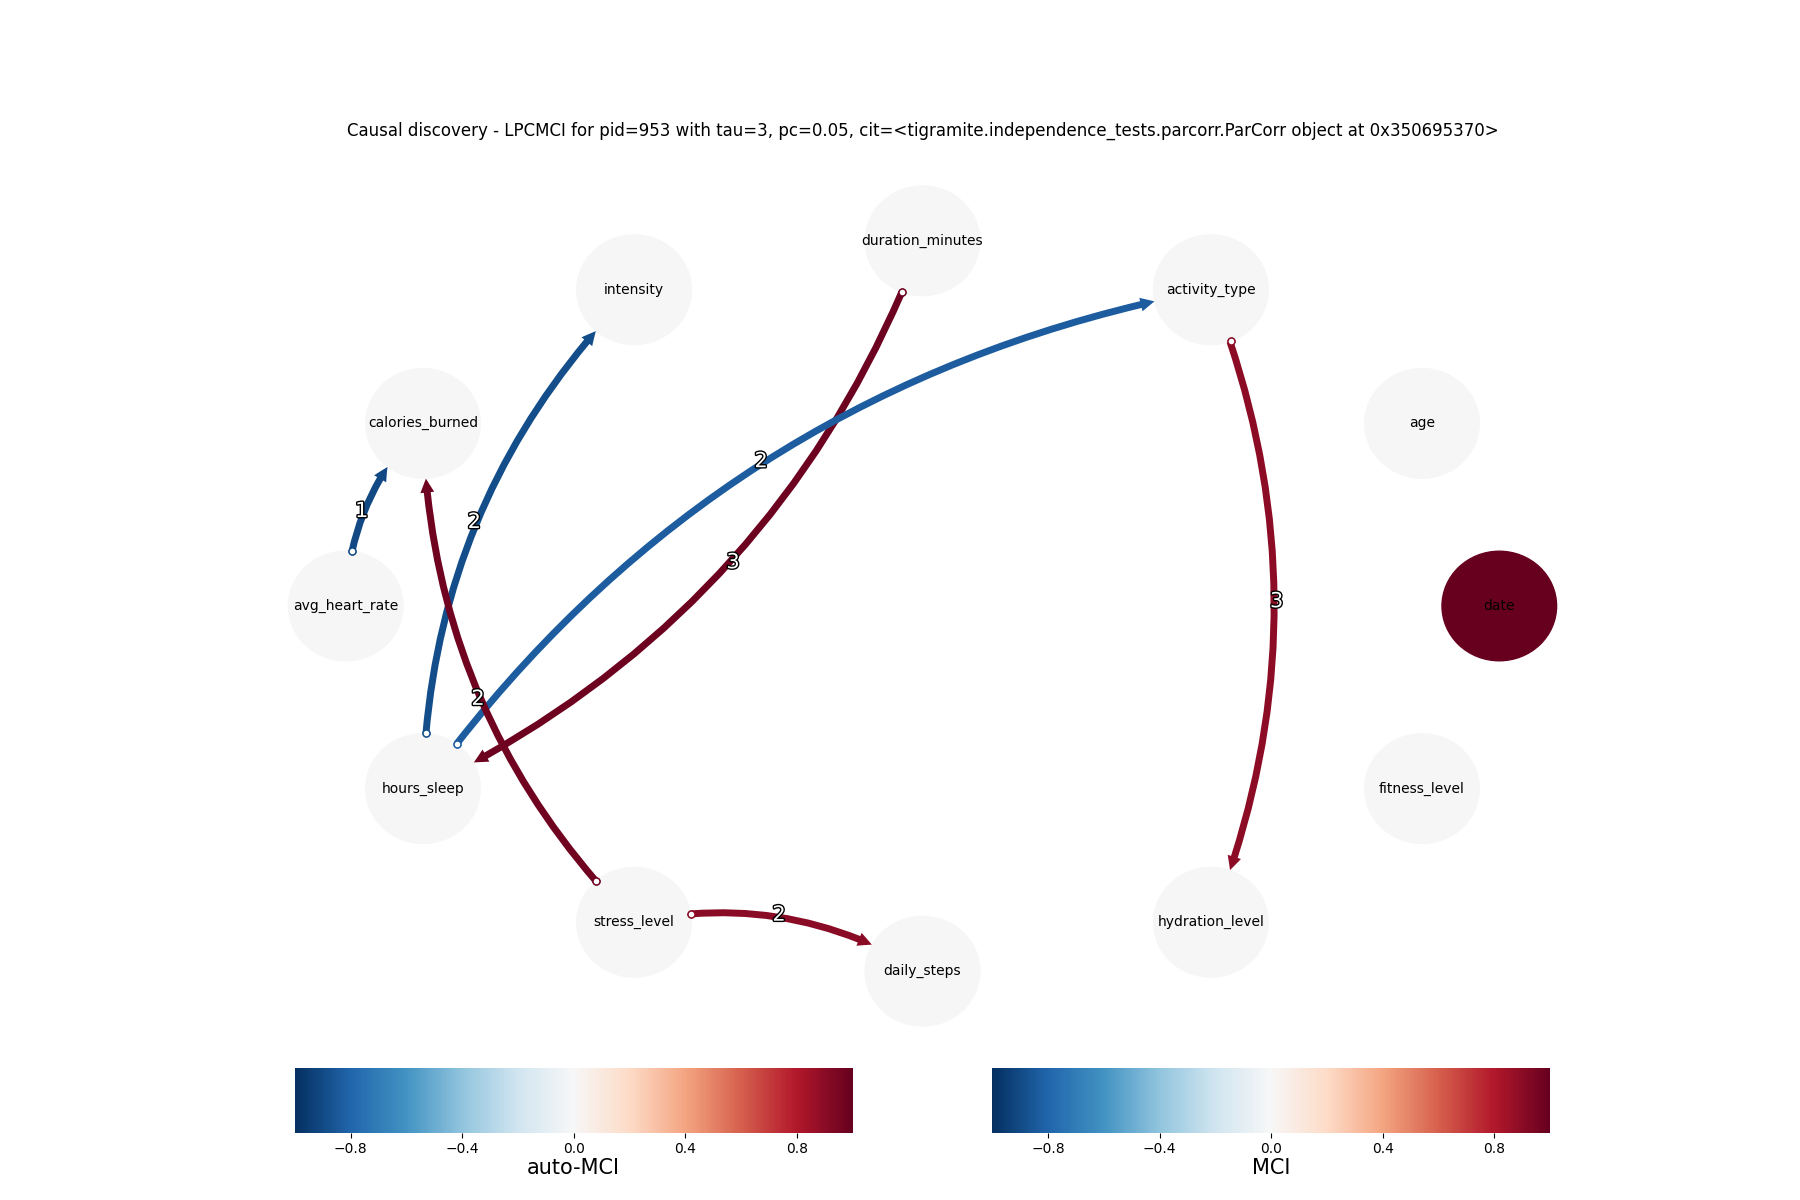 Causal discovery - LPCMCI for pid=953 with tau=3, pc=0.05, cit=<tigramite.independence_tests.parcorr.ParCorr object at 0x350695370>
duration_minutes
intensity
activity_type
calories_burned
age
2
1
2
3
3
avg_heart_rate
date
2
hours_sleep
fitness_level
2
stress_level
hydration_level
daily_steps
−0.8 −0.4 0.0 0.4 0.8
auto-MCI
−0.8 −0.4 0.0 0.4 0.8
MCI